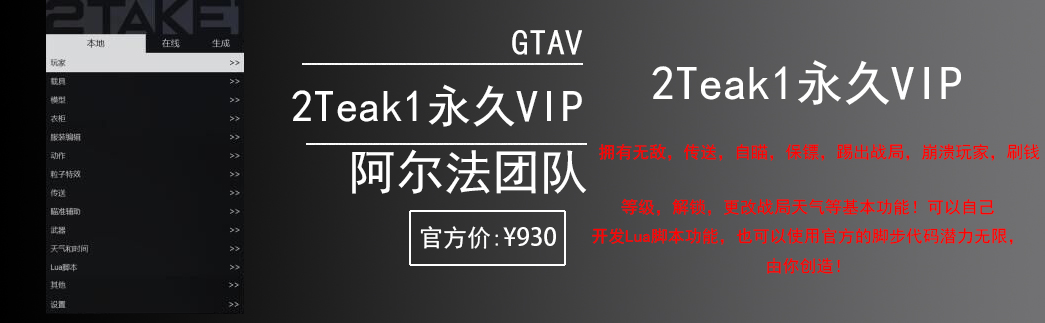 2TAKE1
本地 在线 生成
玩家 >>
载具 >>
模型 >>
衣柜 >>
服装编辑 >>
动作 >>
粒子特效 >>
传送 >>
瞄准辅助 >>
武器 >>
天气和时间 >>
Lua脚本 >>
其他 >>
设置 >>
GTAV
2Teak1永久VIP
阿尔法团队
官方价:¥930
2Teak1永久VIP
拥有无敌，传送，自瞄，保镖，踢出战局，崩溃玩家，刷钱
等级，解锁，更改战局天气等基本功能！可以自己
开发Lua脚本功能，也可以使用官方的脚步代码潜力无限，
由你创造！